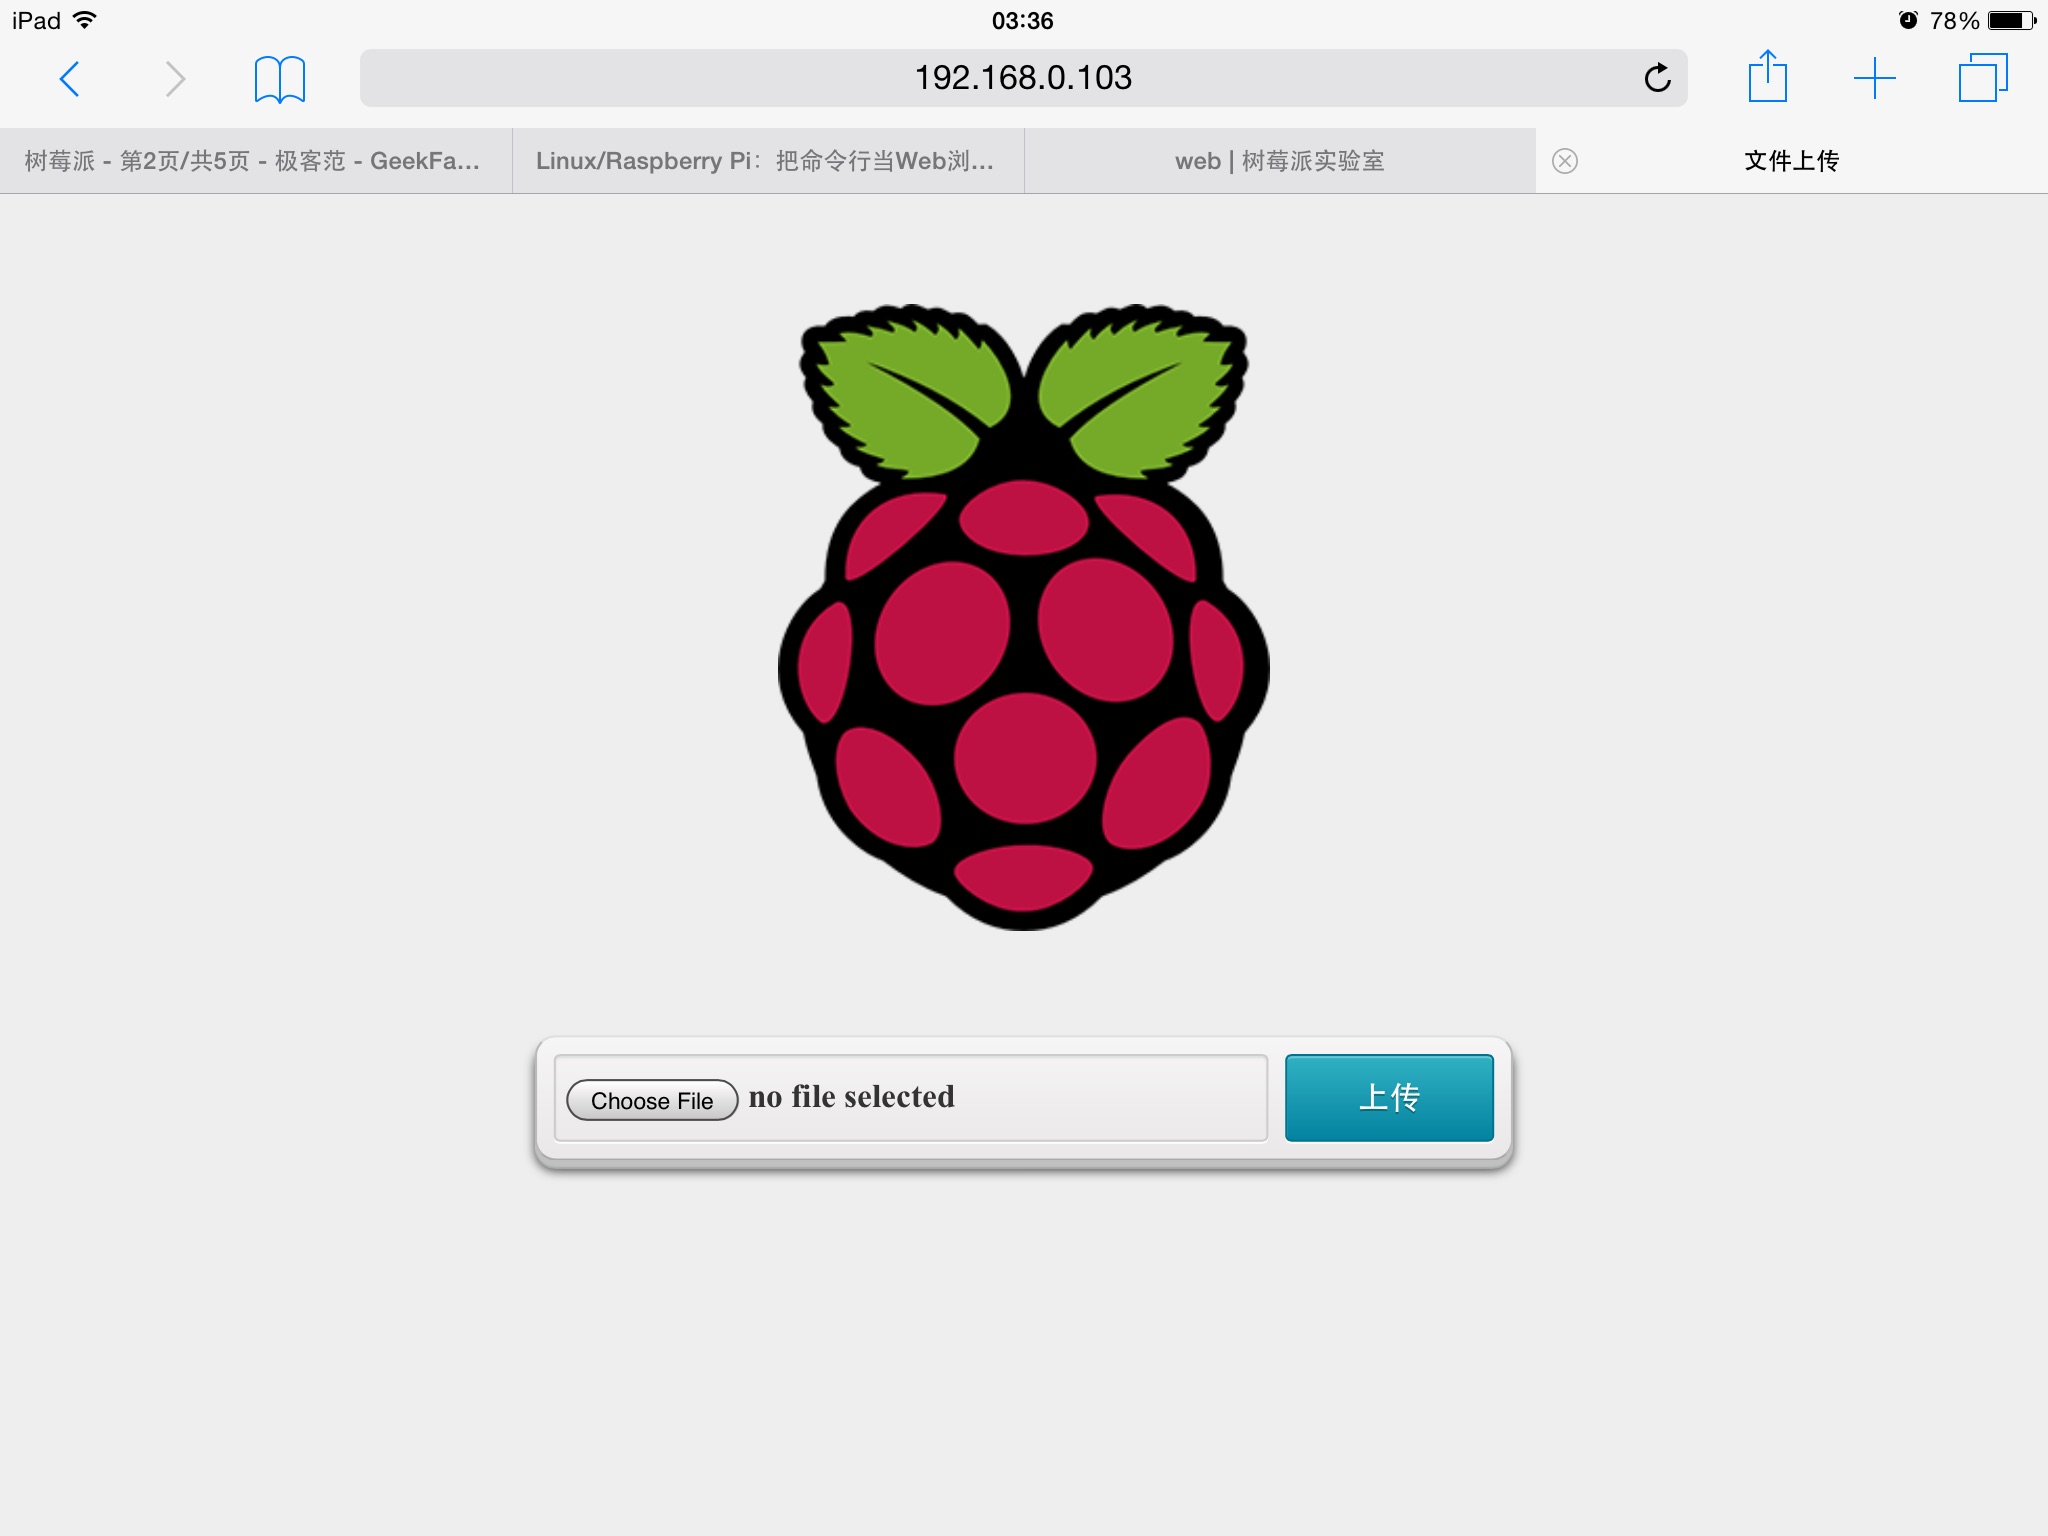 iPad 03:36 78%
192.168.0.103
树莓派 - 第2页/共5页 - 极客范 - GeekFa... Linux/Raspberry Pi：把命令行当Web浏... web | 树莓派实验室 文件上传
Choose File no file selected 上传